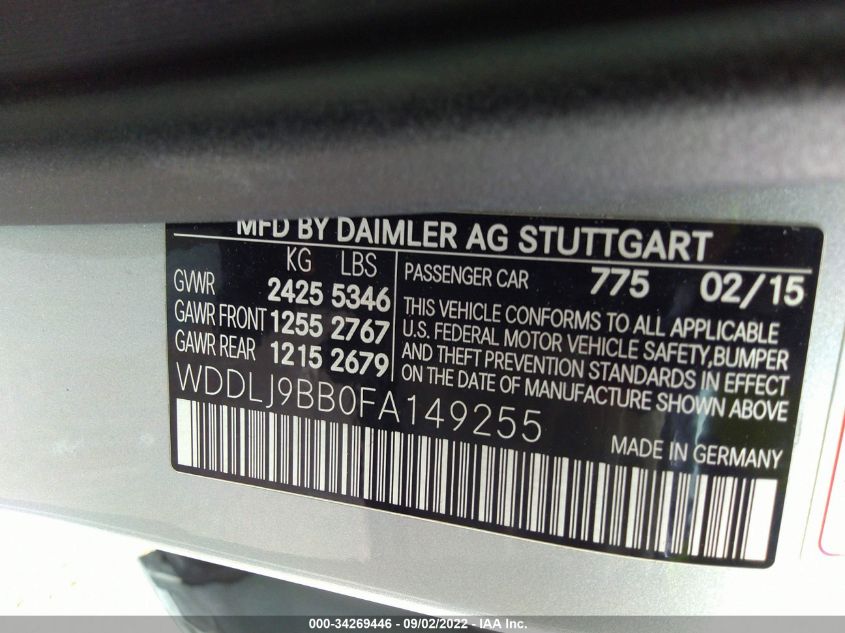 MFD BY DAIMLER AG STUTTGART
KG LBS
GVWR 2425 5346
GAWR FRONT 1255 2767
GAWR REAR 1215 2679
PASSENGER CAR 775 02/15
THIS VEHICLE CONFORMS TO ALL APPLICABLE
U.S. FEDERAL MOTOR VEHICLE SAFETY, BUMPER
AND THEFT PREVENTION STANDARDS IN EFFECT
ON THE DATE OF MANUFACTURE SHOWN ABOVE
WDDLJ9BB0FA149255
MADE IN GERMANY
000-34269446 - 09/02/2022 - IAA Inc.